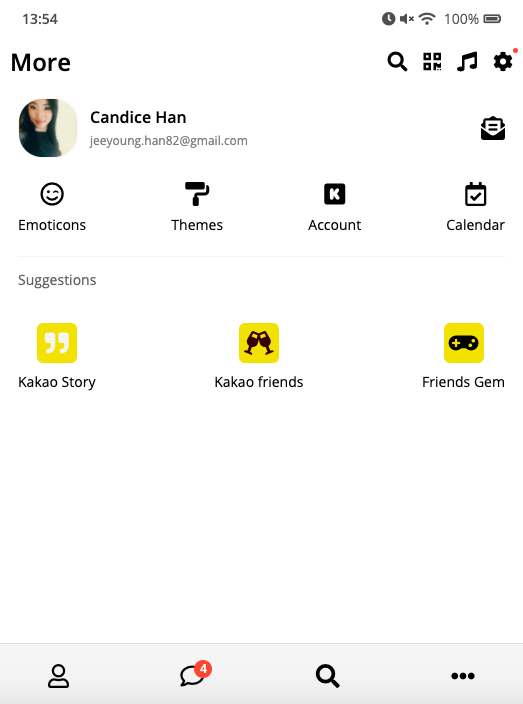 13:54
100%
More
Candice Han
jeeyoung.han82@gmail.com
Emoticons Themes Account Calendar
Suggestions
Kakao Story Kakao friends Friends Gem
4